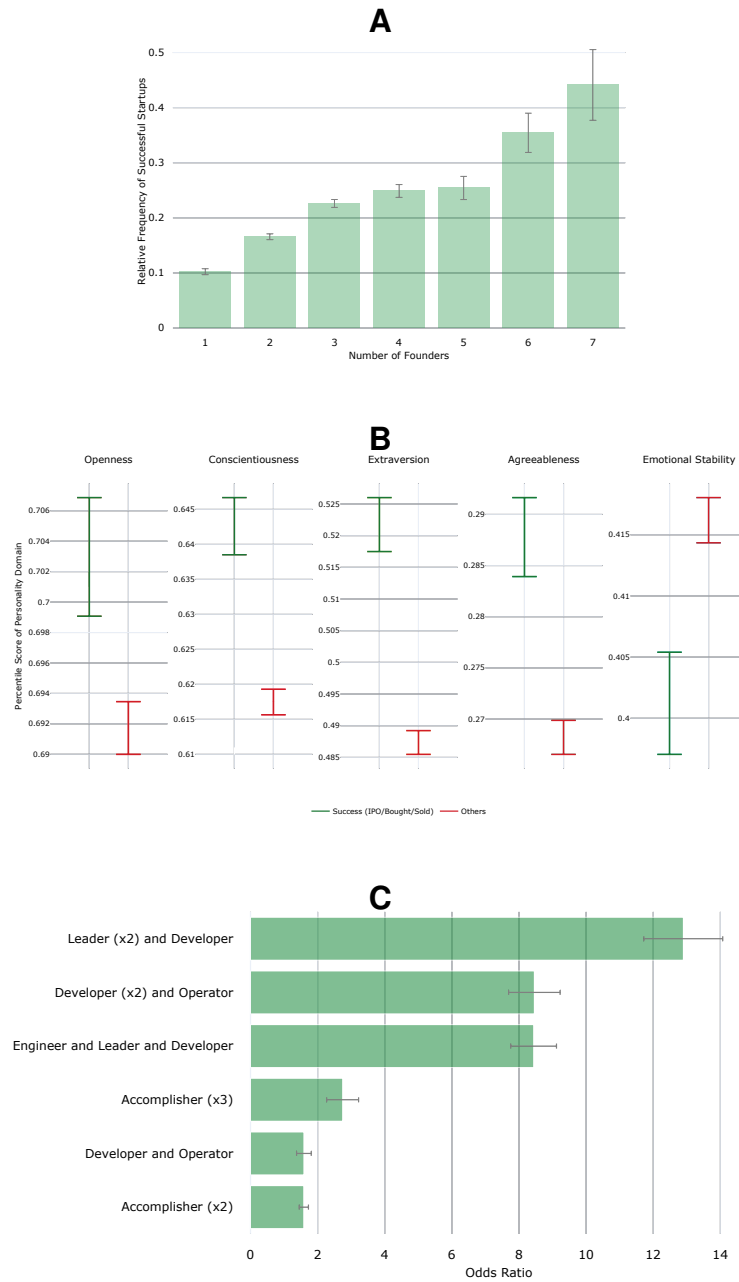 A
Relative Frequency of Successful Startups
0.5
0.4
0.3
0.2
0.1
0
1 2 3 4 5 6 7
Number of Founders
B
Openness Conscientiousness Extraversion Agreeableness Emotional Stability
Percentile Score of Personality Domain
0.706
0.704
0.702
0.7
0.698
0.696
0.694
0.692
0.69
0.645
0.64
0.635
0.63
0.625
0.62
0.615
0.61
0.525
0.52
0.515
0.51
0.505
0.5
0.495
0.49
0.485
0.29
0.285
0.28
0.275
0.27
0.415
0.41
0.405
0.4
Success (IPO/Bought/Sold) Others
C
Leader (x2) and Developer
Developer (x2) and Operator
Engineer and Leader and Developer
Accomplisher (x3)
Developer and Operator
Accomplisher (x2)
0 2 4 6 8 10 12 14
Odds Ratio